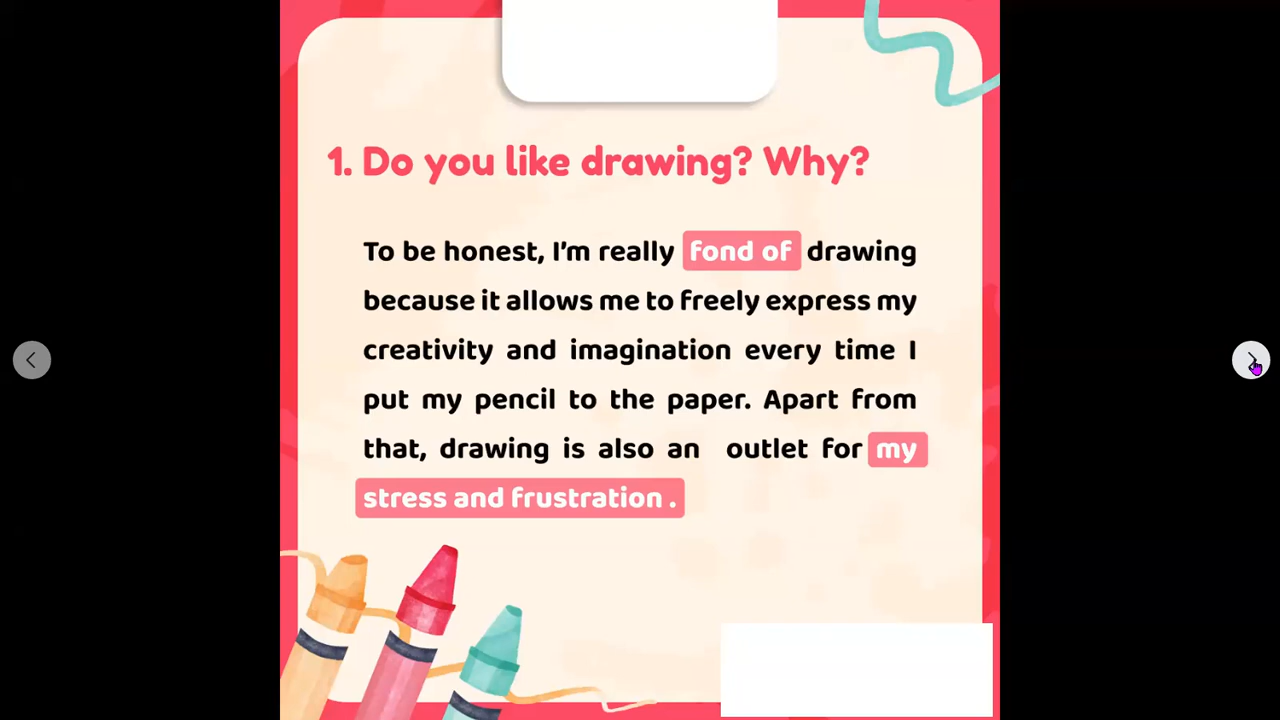 1. Do you like drawing? Why?
To be honest, I'm really fond of drawing
because it allows me to freely express my
creativity and imagination every time I
put my pencil to the paper. Apart from
that, drawing is also an outlet for my
stress and frustration .